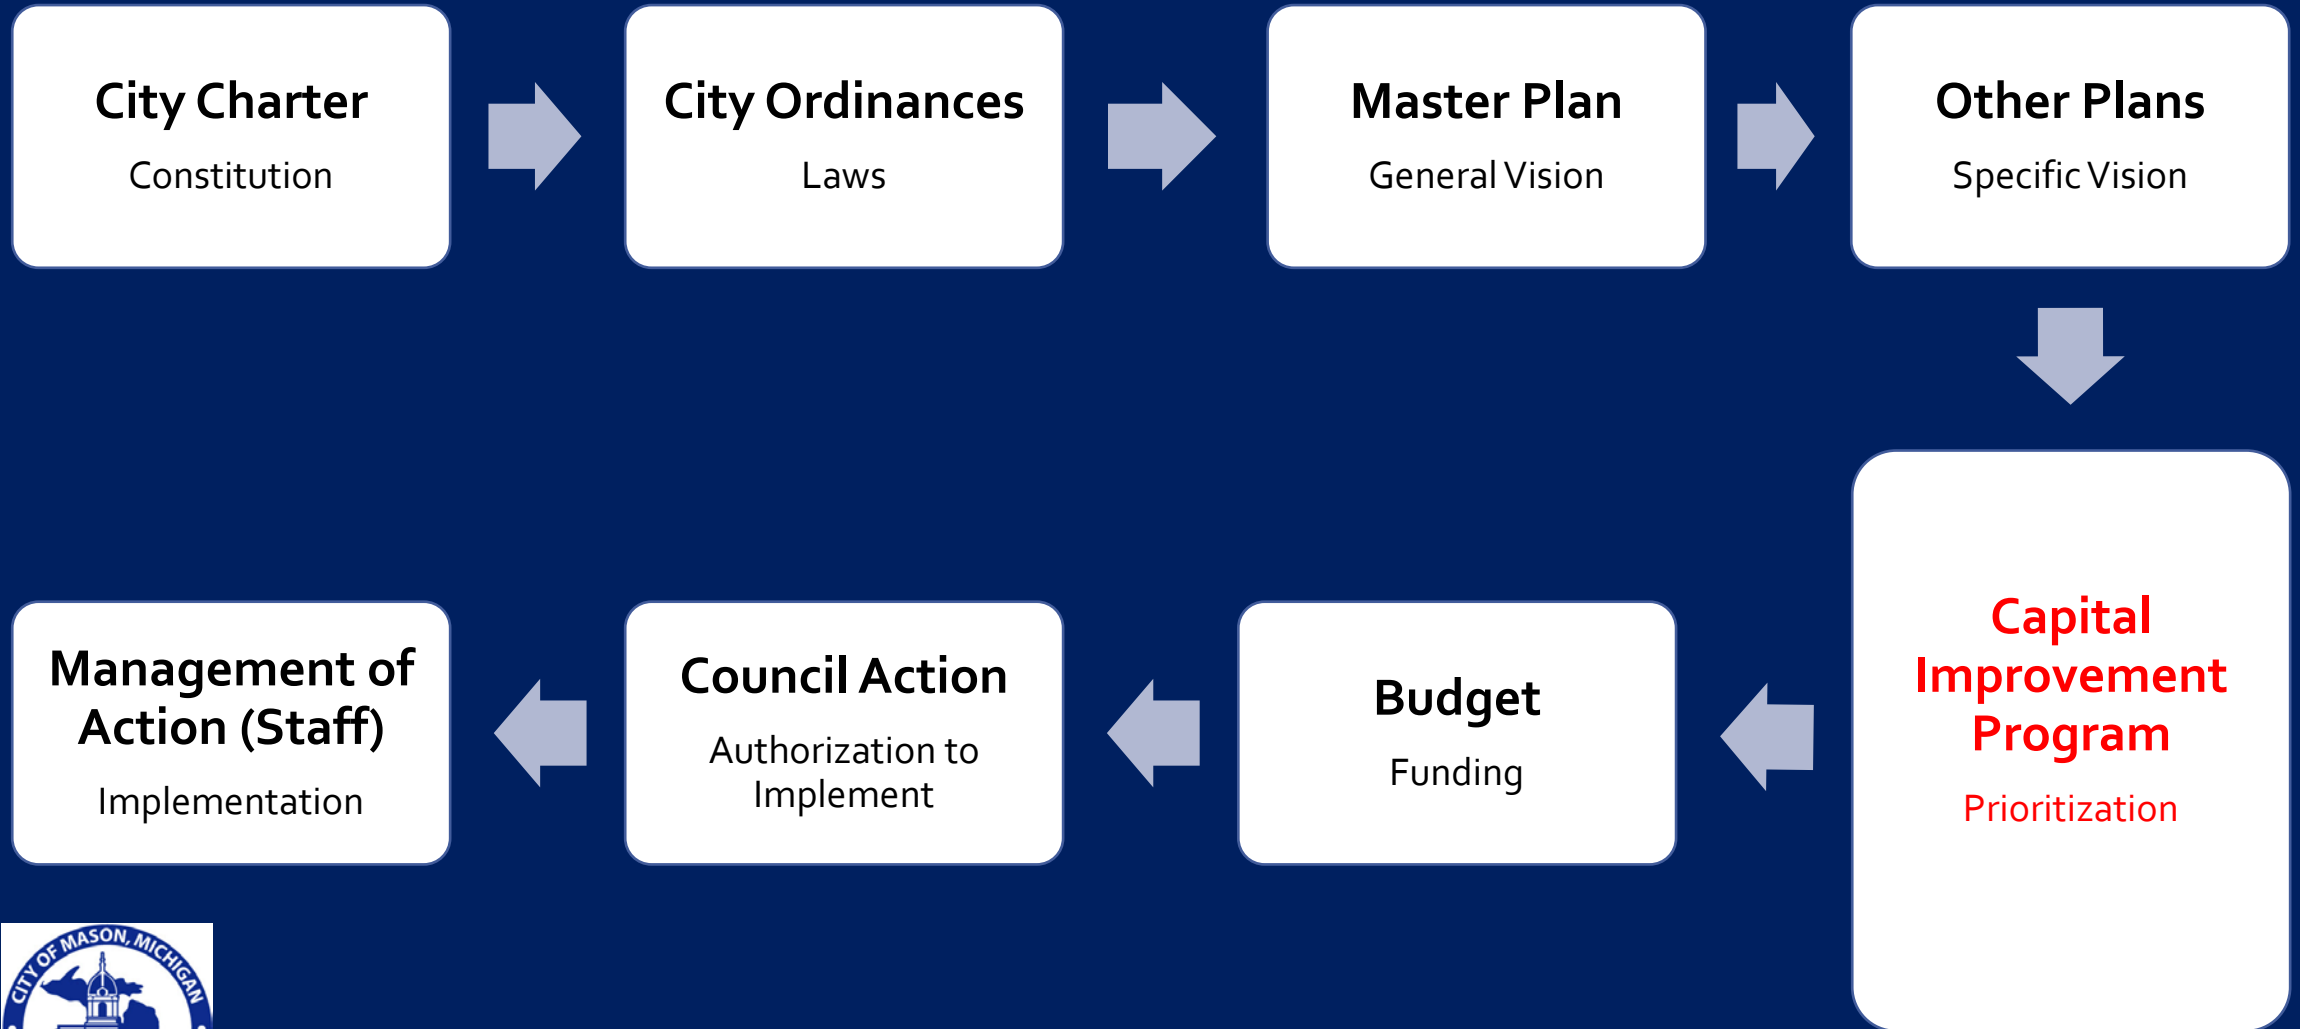 City Charter
Constitution
City Ordinances
Laws
Master Plan
General Vision
Other Plans
Specific Vision
Capital
Improvement
Program
Prioritization
Budget
Funding
Council Action
Authorization to
Implement
Management of
Action (Staff)
Implementation
CITY OF MASON, MICHIGAN